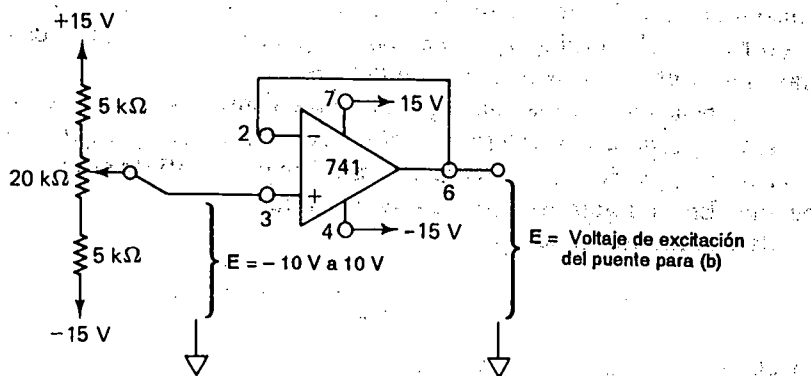 +15 V
5 kΩ
20 kΩ
5 kΩ
−15 V
E = − 10 V a 10 V
2
3
−
+
741
7
15 V
4
−15 V
6
E = Voltaje de excitación
del puente para (b)